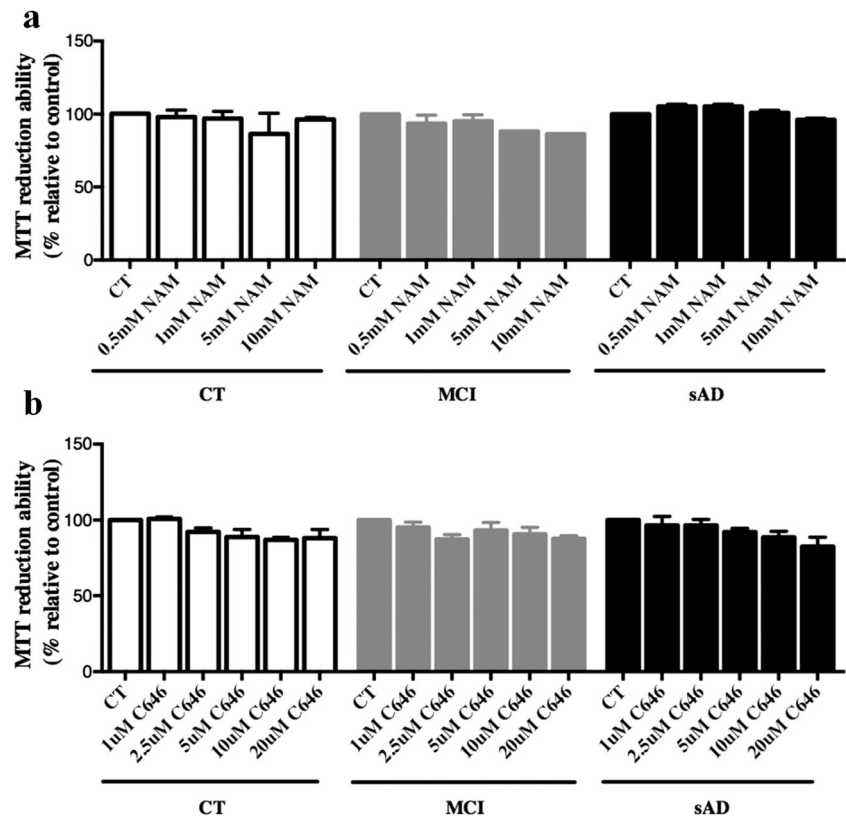 a
MTT reduction ability
(% relative to control)
150
100
50
0
CT
0.5mM NAM
1mM NAM
5mM NAM
10mM NAM
CT
0.5mM NAM
1mM NAM
5mM NAM
10mM NAM
CT
0.5mM NAM
1mM NAM
5mM NAM
10mM NAM
CT
MCI
sAD
b
MTT reduction ability
(% relative to control)
150
100
50
0
CT
1uM C646
2.5uM C646
5uM C646
10uM C646
20uM C646
CT
1uM C646
2.5uM C646
5uM C646
10uM C646
20uM C646
CT
1uM C646
2.5uM C646
5uM C646
10uM C646
20uM C646
CT
MCI
sAD